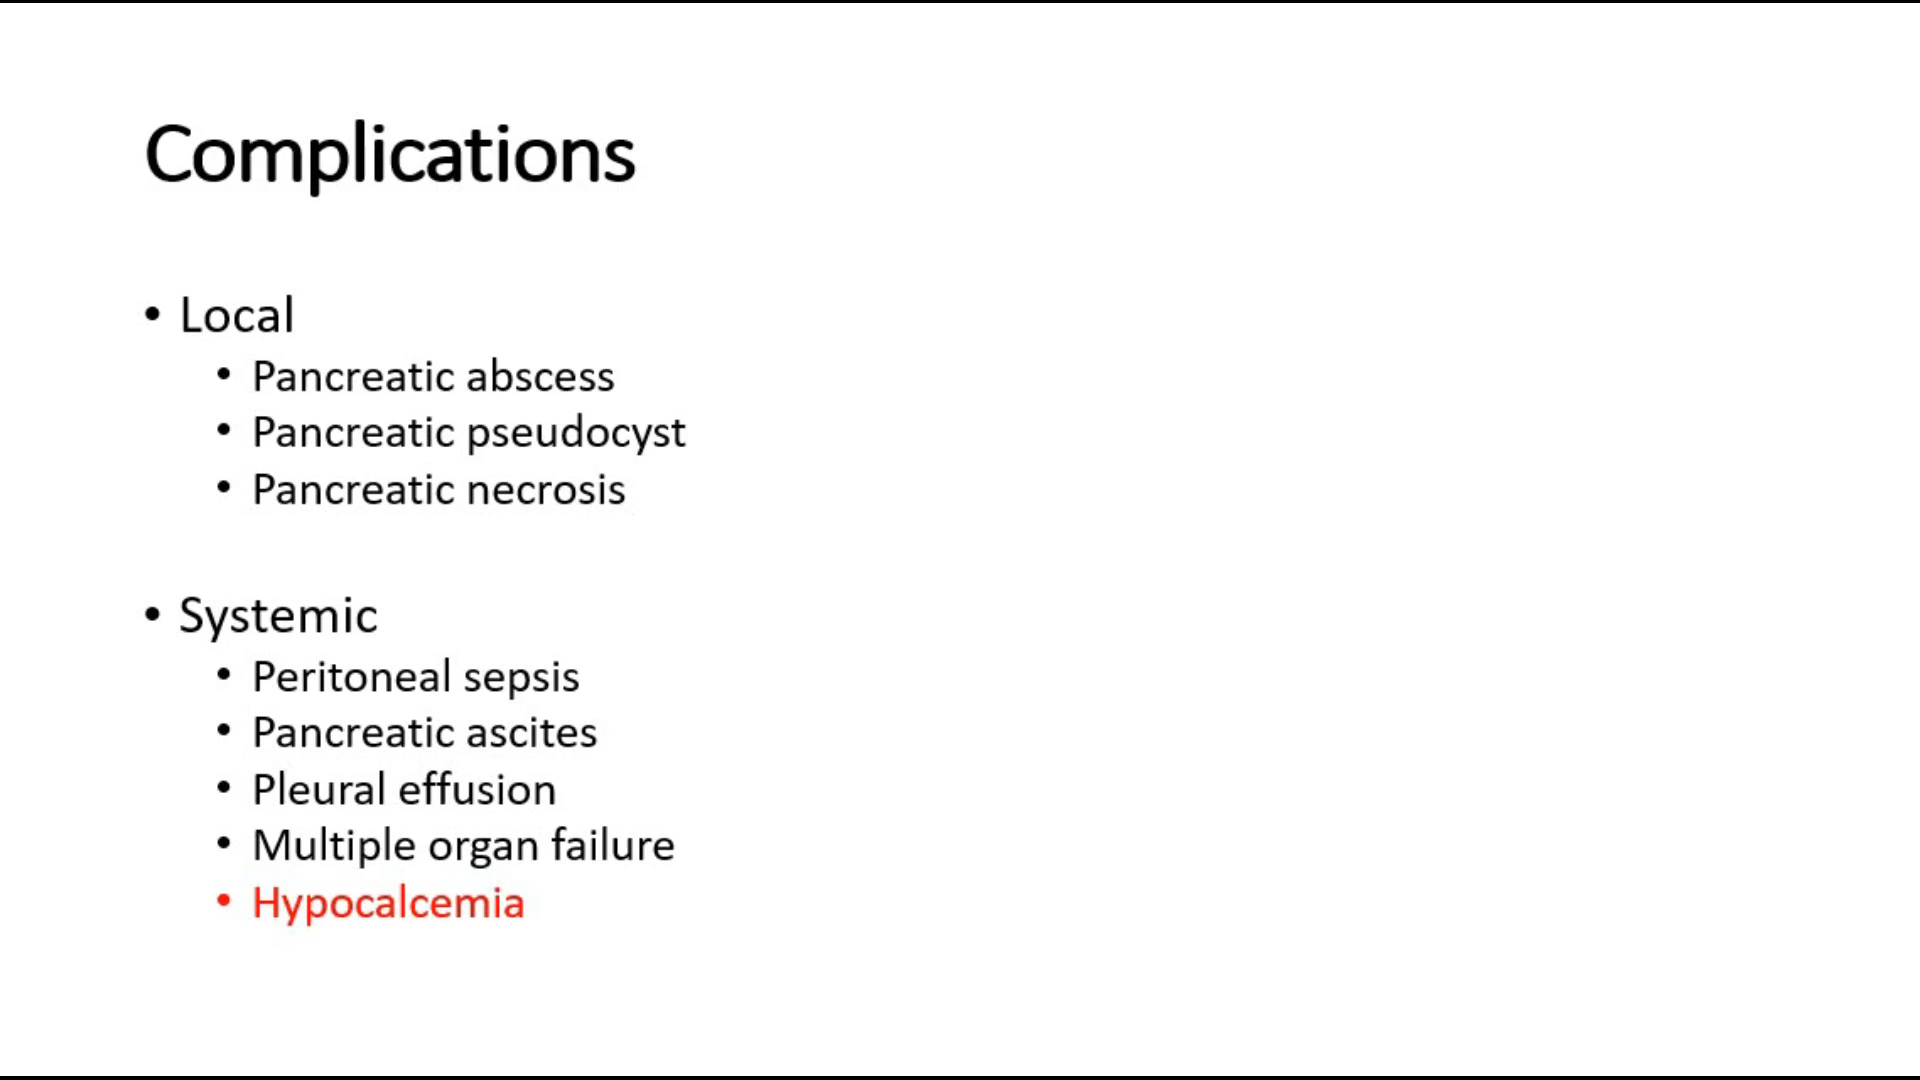 Complications
• Local
• Pancreatic abscess
• Pancreatic pseudocyst
• Pancreatic necrosis
• Systemic
• Peritoneal sepsis
• Pancreatic ascites
• Pleural effusion
• Multiple organ failure
• Hypocalcemia